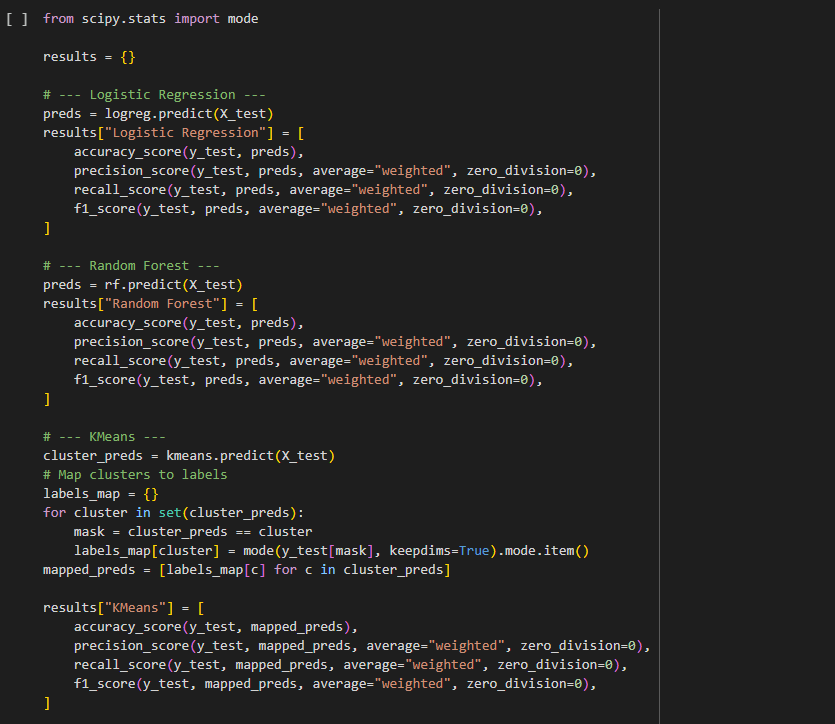 [ ] from scipy.stats import mode
results = {}
# --- Logistic Regression ---
preds = logreg.predict(X_test)
results["Logistic Regression"] = [
    accuracy_score(y_test, preds),
    precision_score(y_test, preds, average="weighted", zero_division=0),
    recall_score(y_test, preds, average="weighted", zero_division=0),
    f1_score(y_test, preds, average="weighted", zero_division=0),
]
# --- Random Forest ---
preds = rf.predict(X_test)
results["Random Forest"] = [
    accuracy_score(y_test, preds),
    precision_score(y_test, preds, average="weighted", zero_division=0),
    recall_score(y_test, preds, average="weighted", zero_division=0),
    f1_score(y_test, preds, average="weighted", zero_division=0),
]
# --- KMeans ---
cluster_preds = kmeans.predict(X_test)
# Map clusters to labels
labels_map = {}
for cluster in set(cluster_preds):
    mask = cluster_preds == cluster
    labels_map[cluster] = mode(y_test[mask], keepdims=True).mode.item()
mapped_preds = [labels_map[c] for c in cluster_preds]
results["KMeans"] = [
    accuracy_score(y_test, mapped_preds),
    precision_score(y_test, mapped_preds, average="weighted", zero_division=0),
    recall_score(y_test, mapped_preds, average="weighted", zero_division=0),
    f1_score(y_test, mapped_preds, average="weighted", zero_division=0),
]